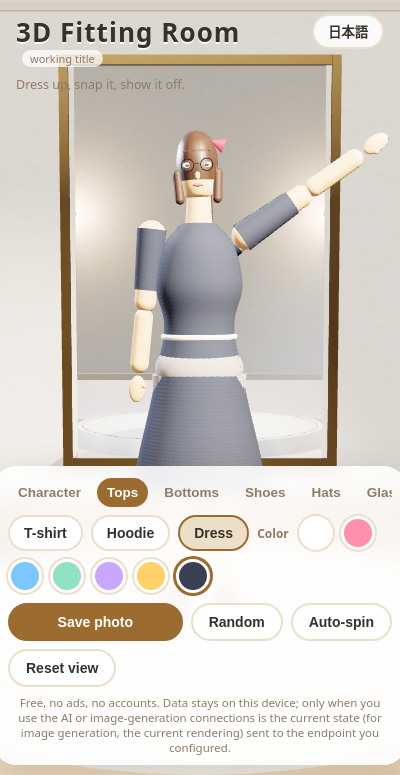 3D Fitting Room
日本語
working title
Dress up, snap it, show it off.
Character Tops Bottoms Shoes Hats
T-shirt Hoodie Dress Color
Save photo Random Auto-spin
Reset view
Free, no ads, no accounts. Data stays on this device; only when you
use the AI or image-generation connections is the current state (for
image generation, the current rendering) sent to the endpoint you
configured.